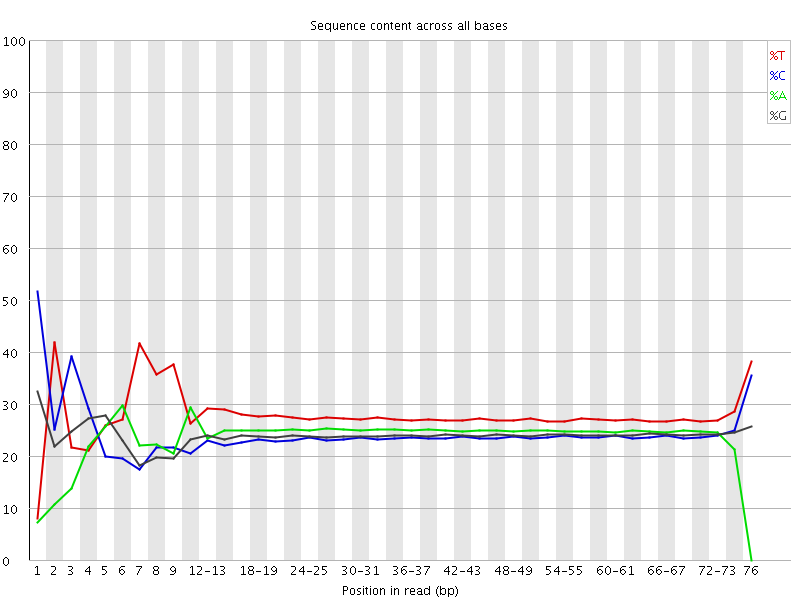 Sequence content across all bases
100
90
80
70
60
50
40
30
20
10
0
%T
%C
%A
%G
1 2 3 4 5 6 7 8 9 12-13 18-19 24-25 30-31 36-37 42-43 48-49 54-55 60-61 66-67 72-73 76
Position in read (bp)